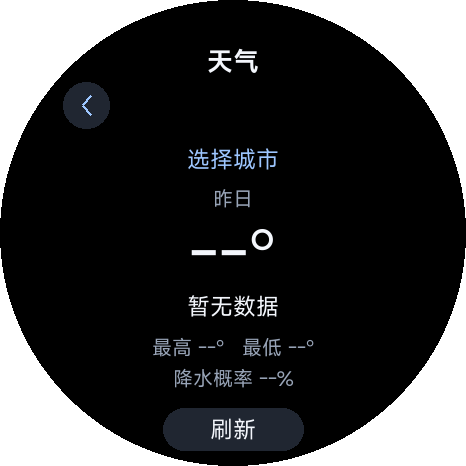 天气
选择城市
昨日
__°
暂无数据
最高 --° 最低 --°
降水概率 --%
刷新